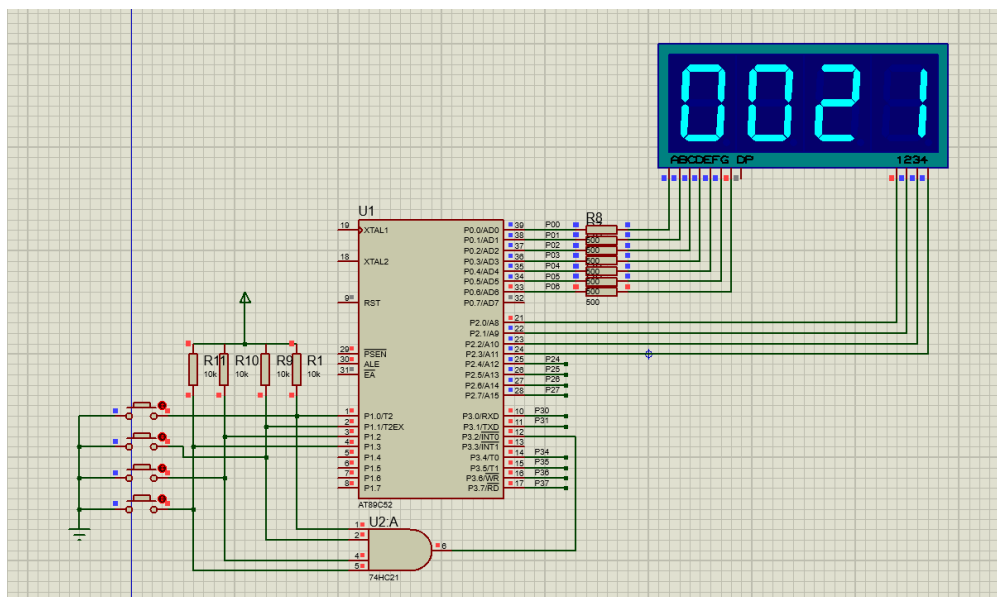 0021
ABCDEFG DP 1234
U1
R8
19 XTAL1 P0.0/AD0 39 P00
P0.1/AD1 38 P01 500
P0.2/AD2 37 P02
18 XTAL2 P0.3/AD3 36 P03 500
P0.4/AD4 35 P04
P0.5/AD5 34 P05 500
P0.6/AD6 33 P06
9 RST P0.7/AD7 32 500
P2.0/A8 21
P2.1/A9 22
P2.2/A10 23
29 PSEN P2.3/A11 24
30 ALE P2.4/A12 25 P24
31 EA P2.5/A13 26 P25
P2.6/A14 27 P26
P2.7/A15 28 P27
R11 R10 R9 R1
10k 10k 10k 10k
1 P1.0/T2 P3.0/RXD 10 P30
2 P1.1/T2EX P3.1/TXD 11 P31
3 P1.2 P3.2/INT0 12
4 P1.3 P3.3/INT1 13
5 P1.4 P3.4/T0 14 P34
6 P1.5 P3.5/T1 15 P35
7 P1.6 P3.6/WR 16 P36
8 P1.7 P3.7/RD 17 P37
AT89C52
U2:A
1
2
6
4
5
74HC21